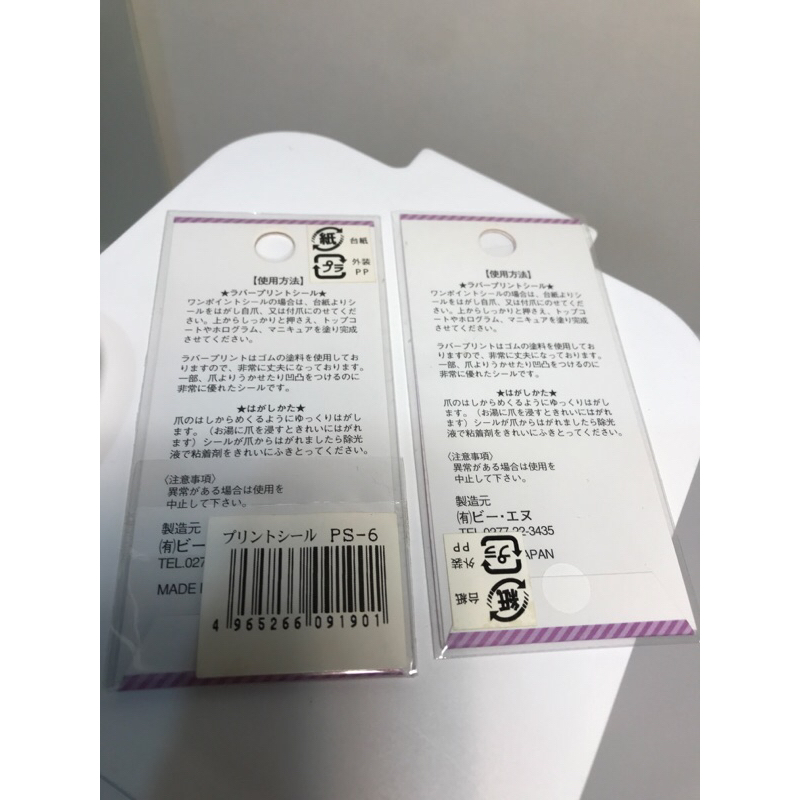 紙
台紙
プラ
外装
PP
【使用方法】
★ラバープリントシール★
ワンポイントシールの場合は、台紙よりシ
ールをはがし自爪、又は付爪にのせてくだ
さい。上からしっかりと押さえ、トップコ
ートやホログラム、マニキュアを塗り完成
させてください。
ラバープリントはゴムの塗料を使用してお
りますので、非常に丈夫になっております。
一部、爪よりうかせたり凹凸をつけるのに
非常に優れたシールです。
★はがしかた★
爪のはしからめくるようにゆっくりはがし
ます。（お湯に爪を浸すときれいにはがれ
ます）シールが爪からはがれましたら除光
液で粘着剤をきれいにふきとってください。
〈注意事項〉
異常がある場合は使用を
中止して下さい。
製造元
㈲ビー
TEL.027
MADE
プリントシール PS-6
4 965266 091901
【使用方法】
★ラバープリントシール★
ワンポイントシールの場合は、台紙よりシ
ールをはがし自爪、又は付爪にのせてくだ
さい。上からしっかりと押さえ、トップコ
ートやホログラム、マニキュアを塗り完成
させてください。
ラバープリントはゴムの塗料を使用してお
りますので、非常に丈夫になっております。
一部、爪よりうかせたり凹凸をつけるのに
非常に優れたシールです。
★はがしかた★
爪のはしからめくるようにゆっくりはがし
ます。（お湯に爪を浸すときれいにはがれ
ます）シールが爪からはがれましたら除光
液で粘着剤をきれいにふきとってください。
〈注意事項〉
異常がある場合は使用を
中止して下さい。
製造元
㈲ビー・エヌ
TEL.0277-22-3435
APAN
紙
台紙
プラ
外装
PP